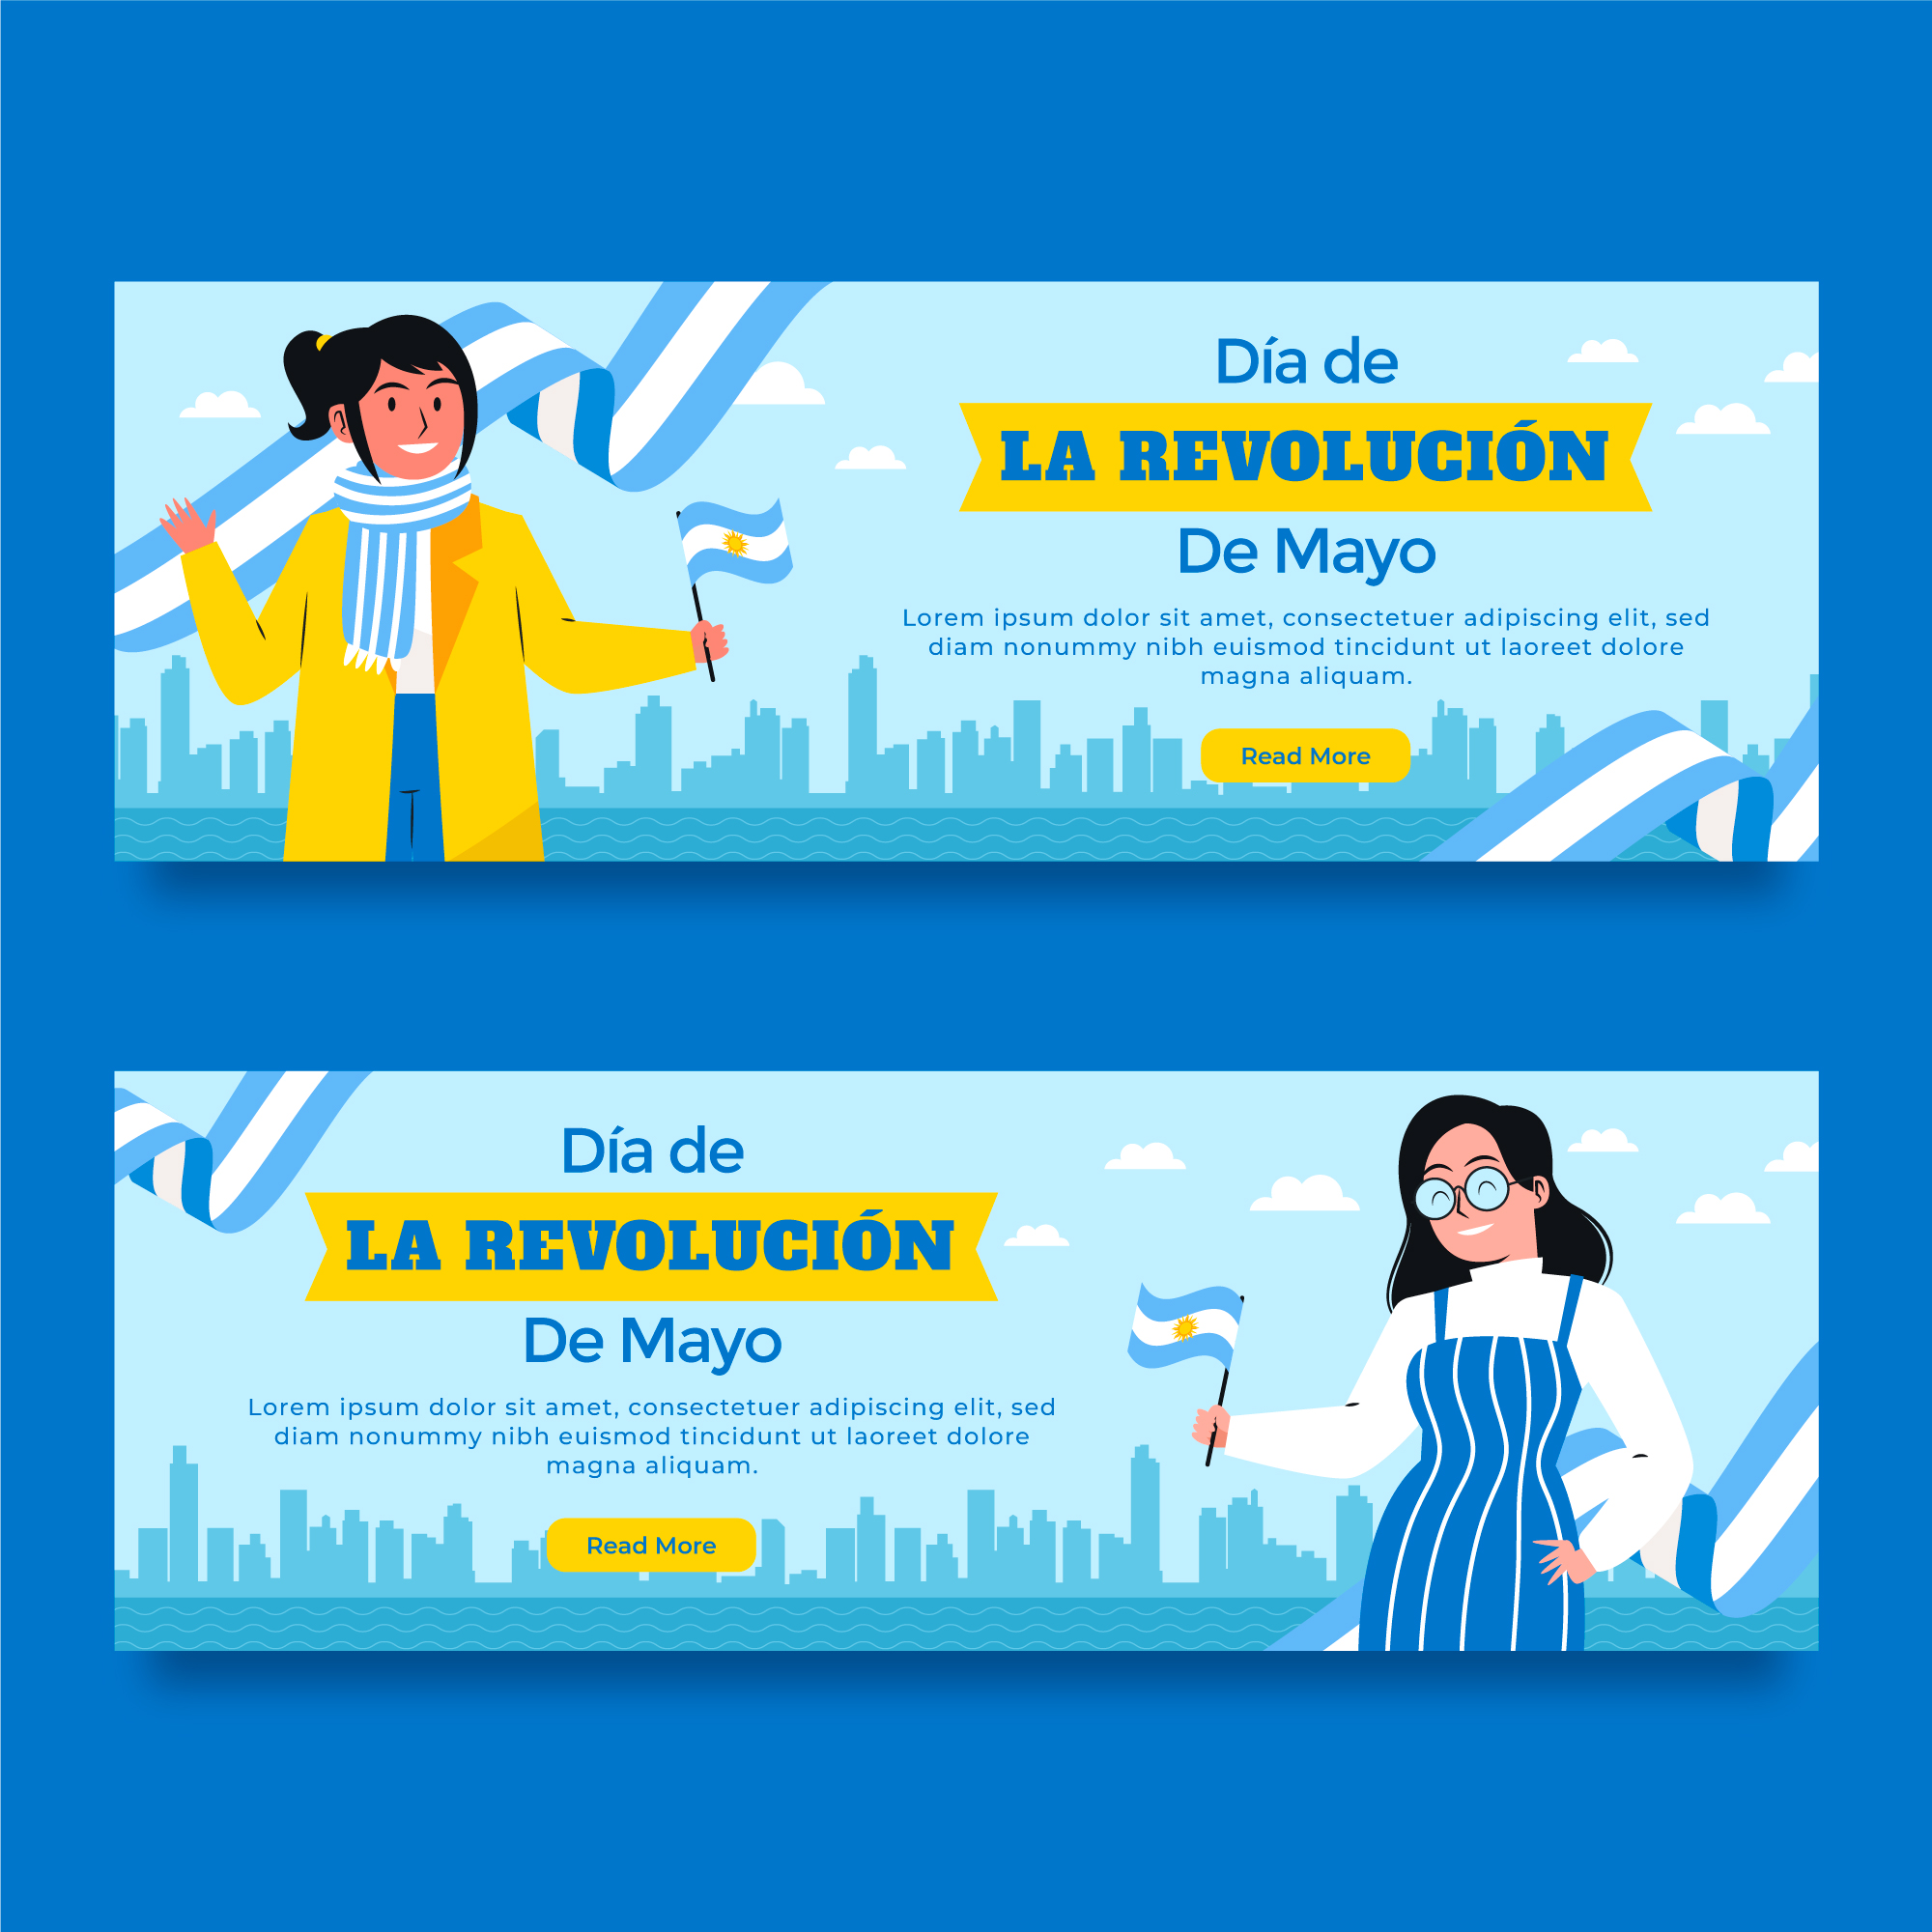 Día de
LA REVOLUCIÓN
De Mayo
Lorem ipsum dolor sit amet, consectetuer adipiscing elit, sed
diam nonummy nibh euismod tincidunt ut laoreet dolore
magna aliquam.
Read More
Día de
LA REVOLUCIÓN
De Mayo
Lorem ipsum dolor sit amet, consectetuer adipiscing elit, sed
diam nonummy nibh euismod tincidunt ut laoreet dolore
magna aliquam.
Read More